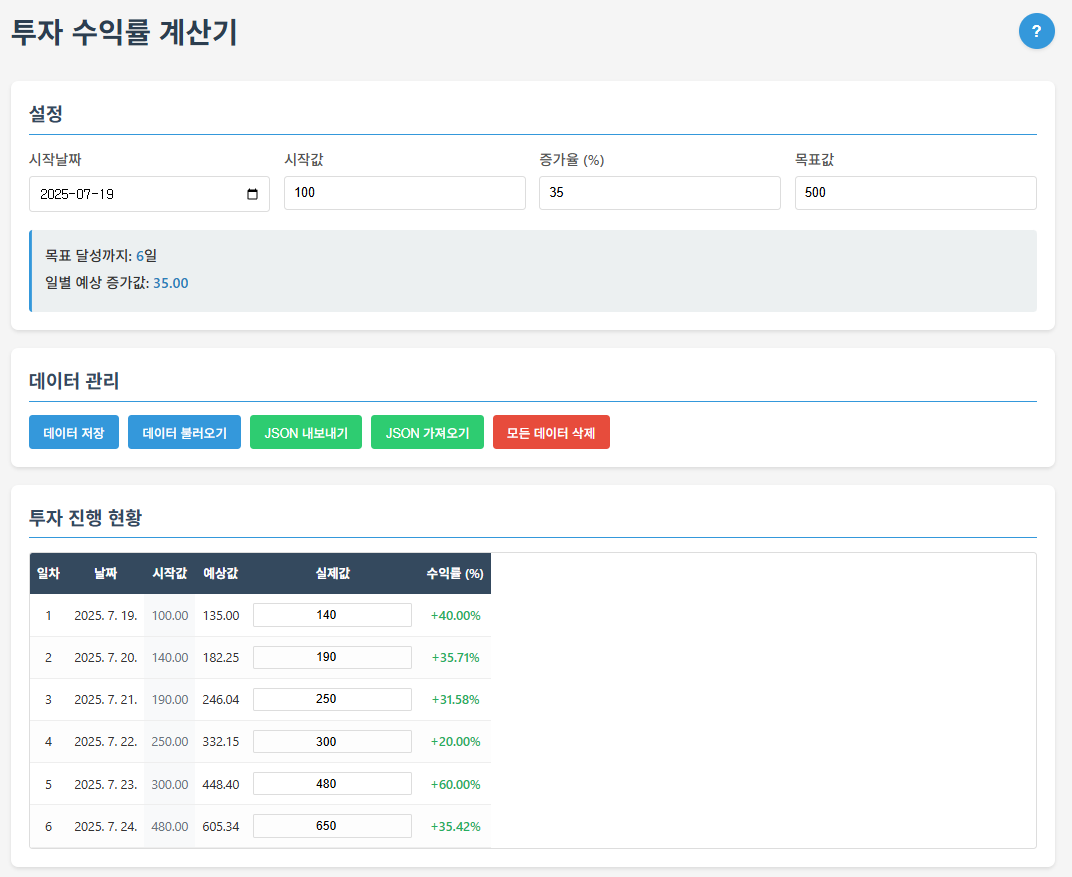 투자 수익률 계산기
?
설정
시작날짜 시작값 증가율 (%) 목표값
2025-07-19 100 35 500
목표 달성까지: 6일
일별 예상 증가값: 35.00
데이터 관리
데이터 저장 데이터 불러오기 JSON 내보내기 JSON 가져오기 모든 데이터 삭제
투자 진행 현황
일차 날짜 시작값 예상값 실제값 수익률 (%)
1 2025. 7. 19. 100.00 135.00 140 +40.00%
2 2025. 7. 20. 140.00 182.25 190 +35.71%
3 2025. 7. 21. 190.00 246.04 250 +31.58%
4 2025. 7. 22. 250.00 332.15 300 +20.00%
5 2025. 7. 23. 300.00 448.40 480 +60.00%
6 2025. 7. 24. 480.00 605.34 650 +35.42%